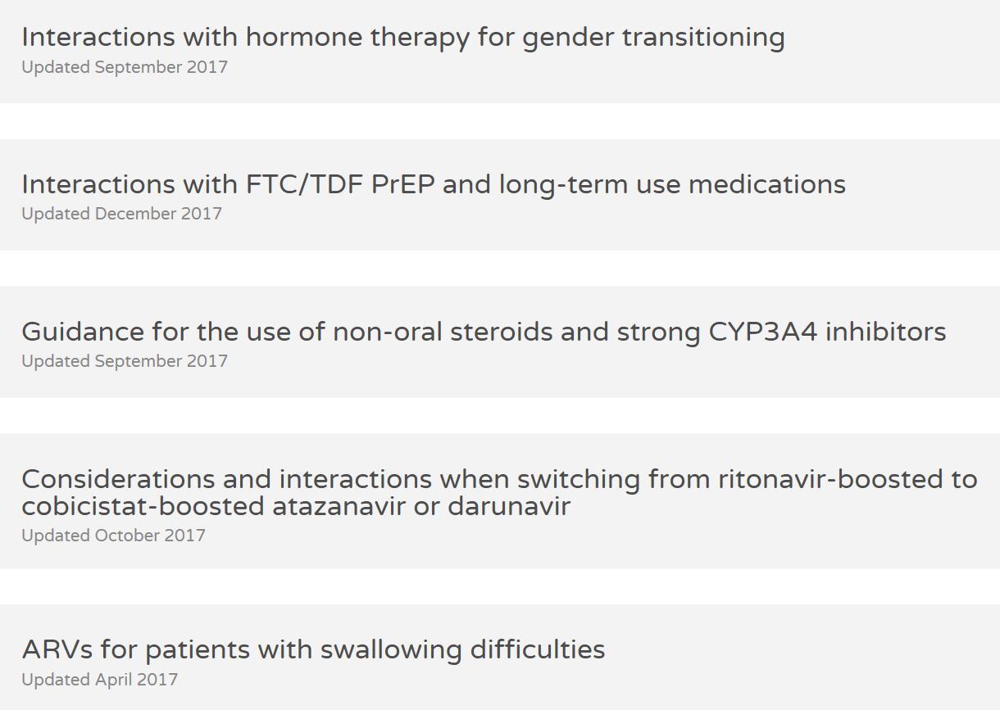 Interactions with hormone therapy for gender transitioning
Updated September 2017
Interactions with FTC/TDF PrEP and long-term use medications
Updated December 2017
Guidance for the use of non-oral steroids and strong CYP3A4 inhibitors
Updated September 2017
Considerations and interactions when switching from ritonavir-boosted to
cobicistat-boosted atazanavir or darunavir
Updated October 2017
ARVs for patients with swallowing difficulties
Updated April 2017